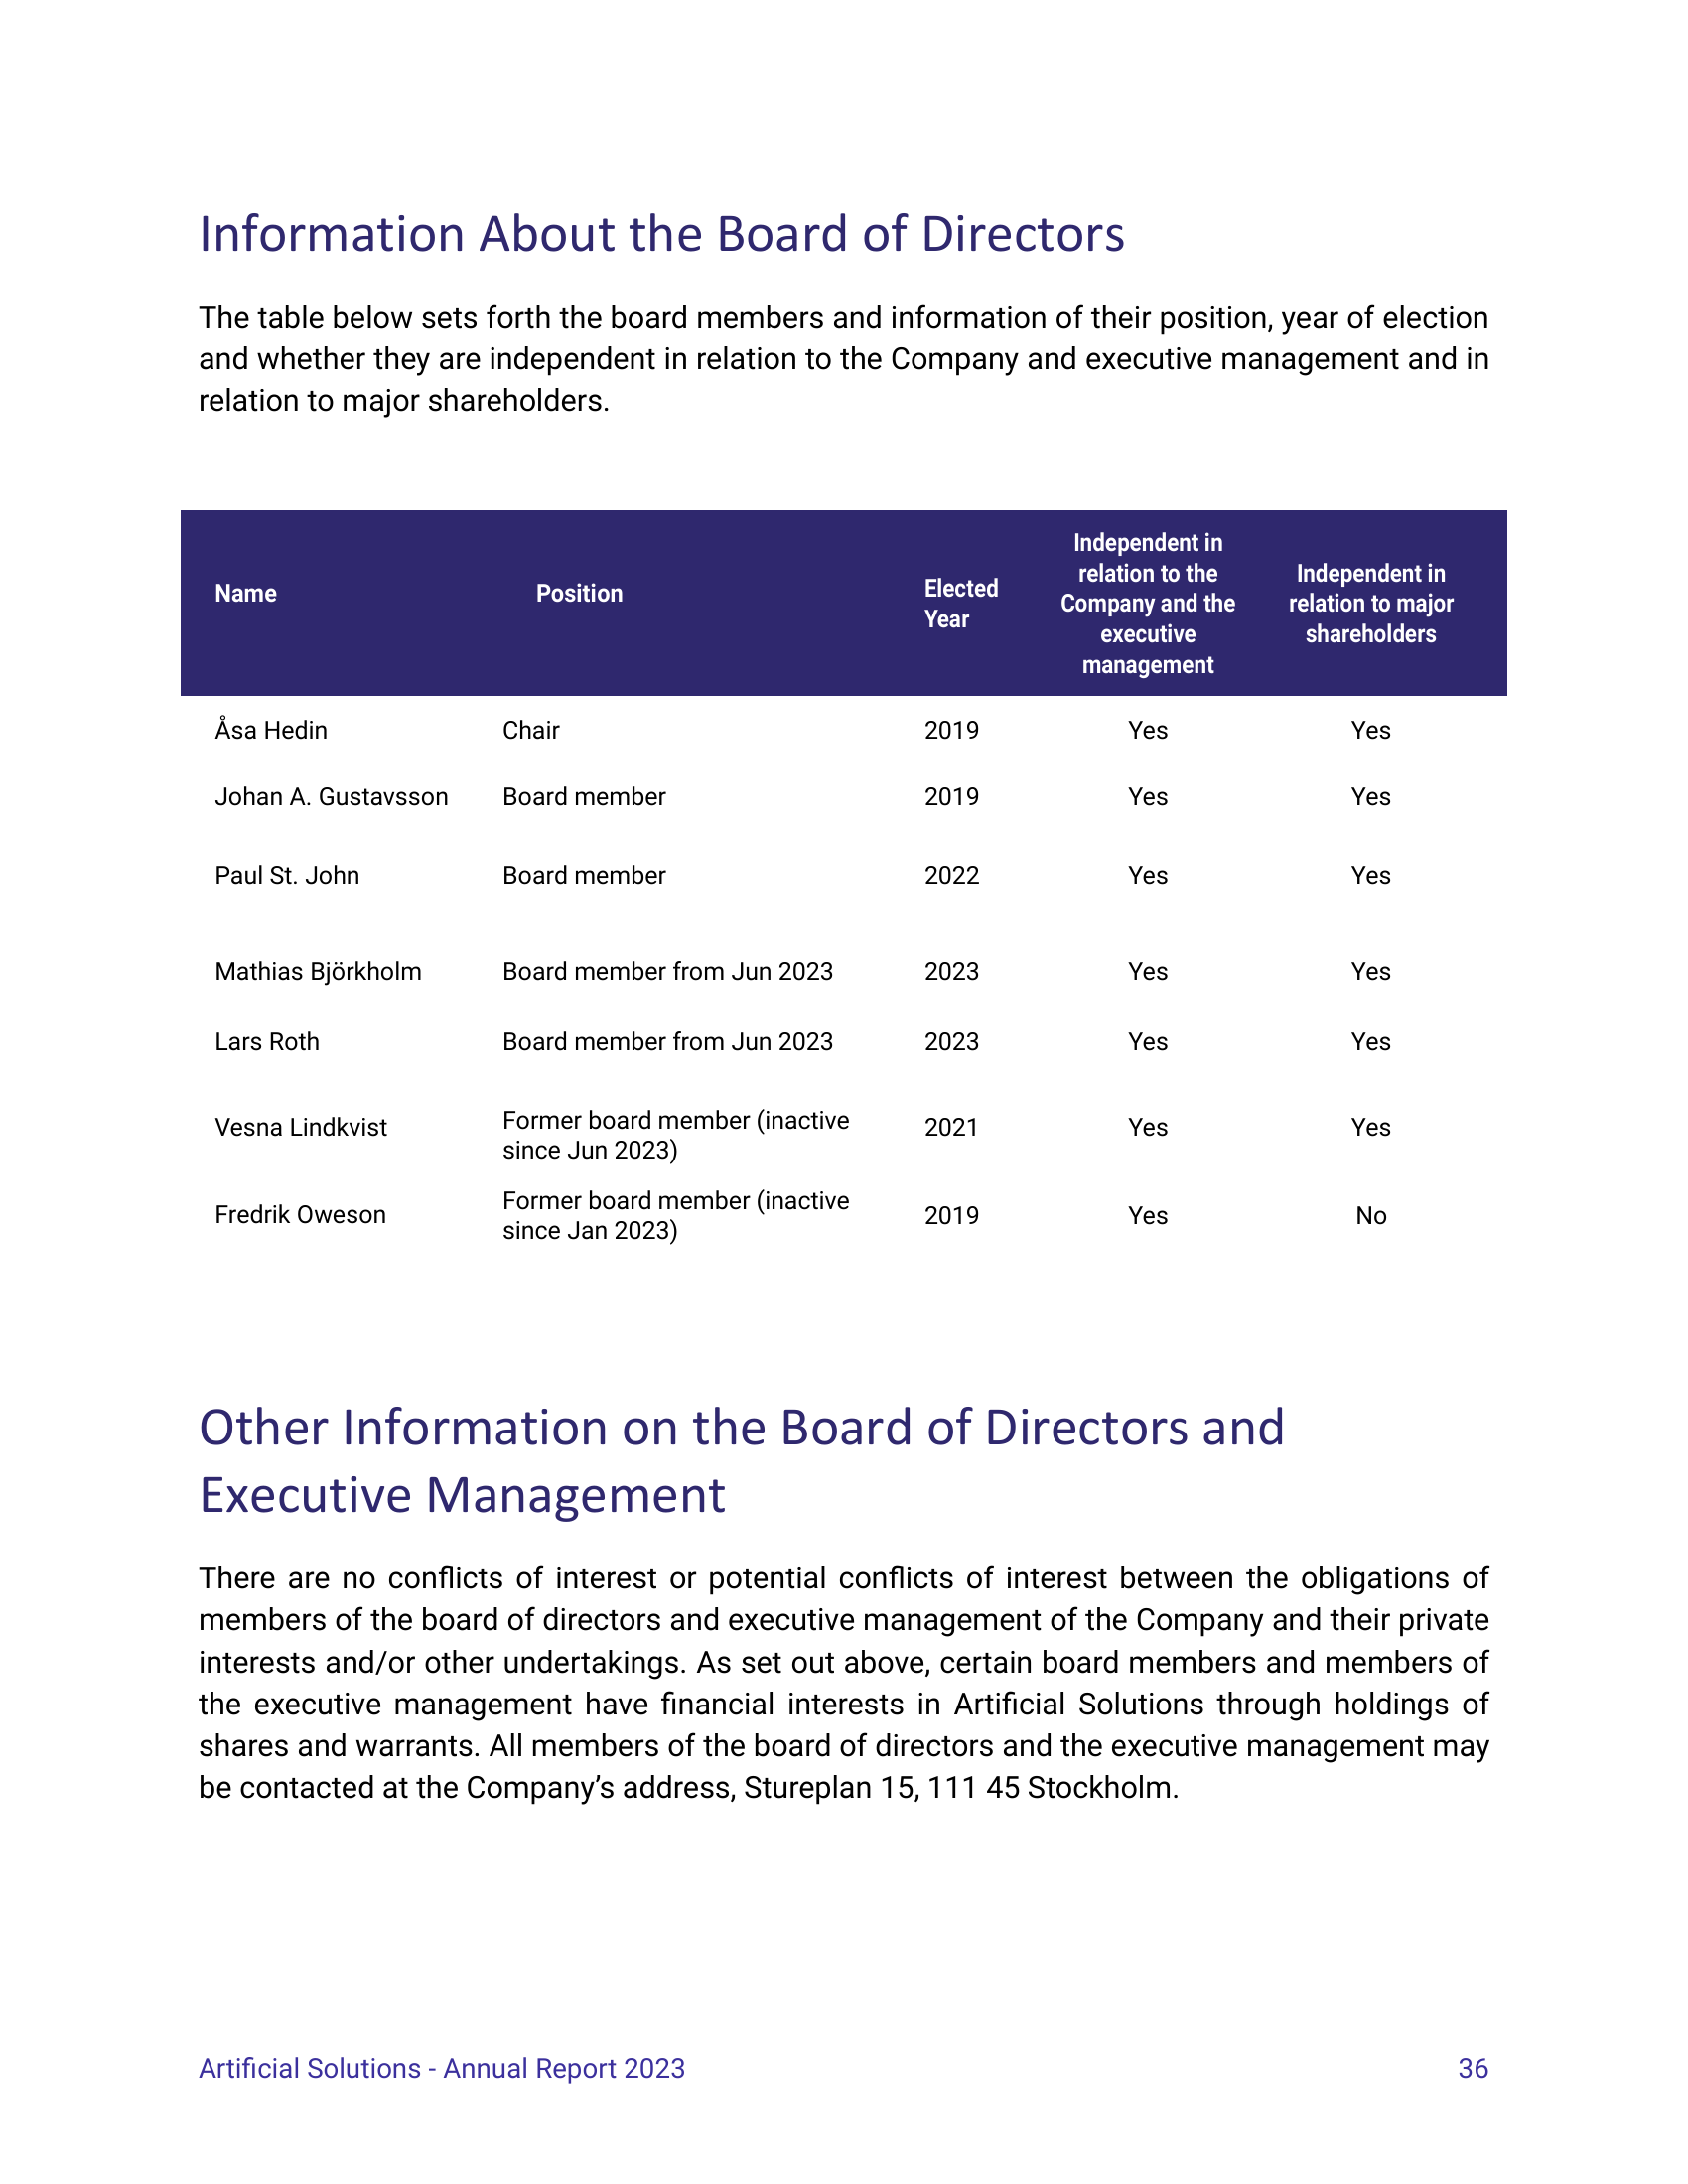 Information About the Board of Directors
The table below sets forth the board members and information of their position, year of election
and whether they are independent in relation to the Company and executive management and in
relation to major shareholders.
Name Position Elected Year Independent in relation to the Company and the executive management Independent in relation to major shareholders
Åsa Hedin Chair 2019 Yes Yes
Johan A. Gustavsson Board member 2019 Yes Yes
Paul St. John Board member 2022 Yes Yes
Mathias Björkholm Board member from Jun 2023 2023 Yes Yes
Lars Roth Board member from Jun 2023 2023 Yes Yes
Vesna Lindkvist Former board member (inactive since Jun 2023) 2021 Yes Yes
Fredrik Oweson Former board member (inactive since Jan 2023) 2019 Yes No
Other Information on the Board of Directors and
Executive Management
There are no conflicts of interest or potential conflicts of interest between the obligations of
members of the board of directors and executive management of the Company and their private
interests and/or other undertakings. As set out above, certain board members and members of
the executive management have financial interests in Artificial Solutions through holdings of
shares and warrants. All members of the board of directors and the executive management may
be contacted at the Company’s address, Stureplan 15, 111 45 Stockholm.
Artificial Solutions - Annual Report 2023 36